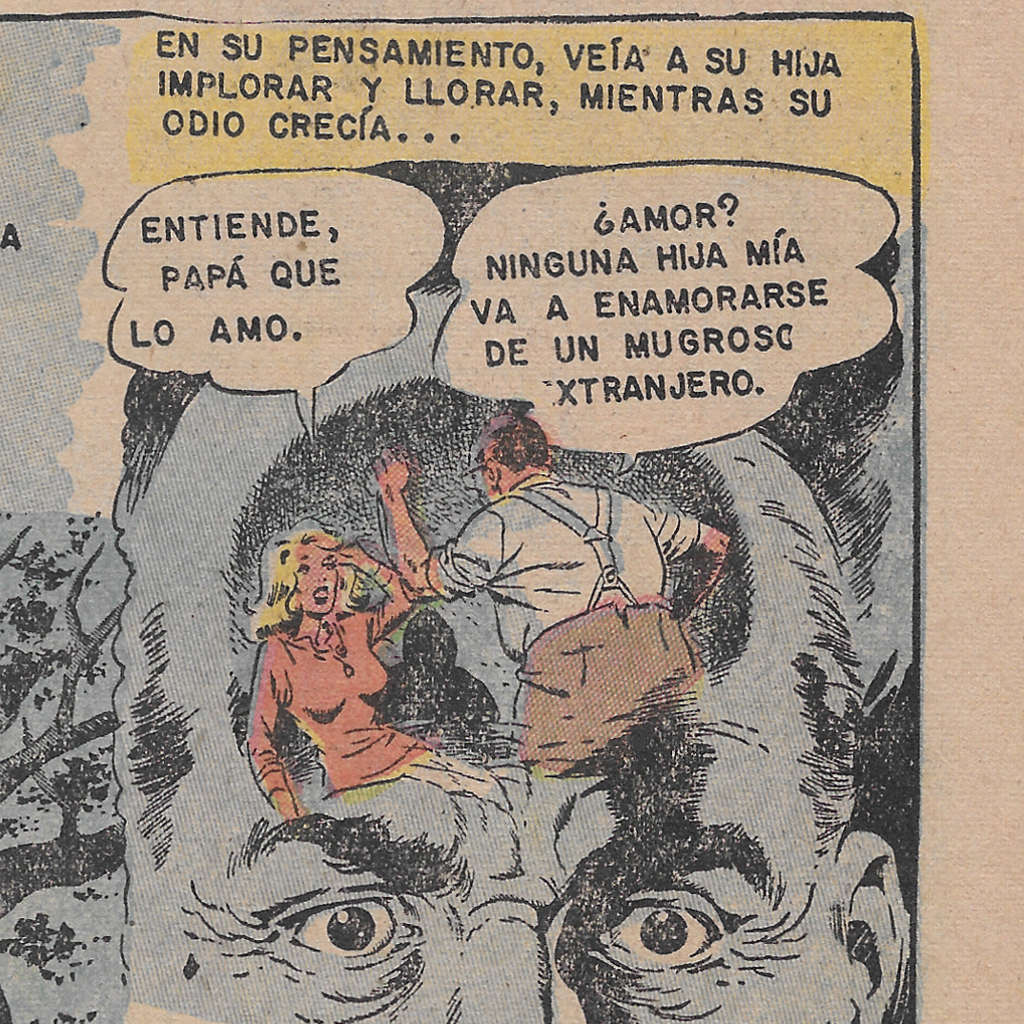 EN SU PENSAMIENTO, VEÍA A SU HIJA
IMPLORAR Y LLORAR, MIENTRAS SU
ODIO CRECÍA...
ENTIENDE,
PAPÁ QUE
LO AMO.
¿AMOR?
NINGUNA HIJA MÍA
VA A ENAMORARSE
DE UN MUGROSO
EXTRANJERO.
A